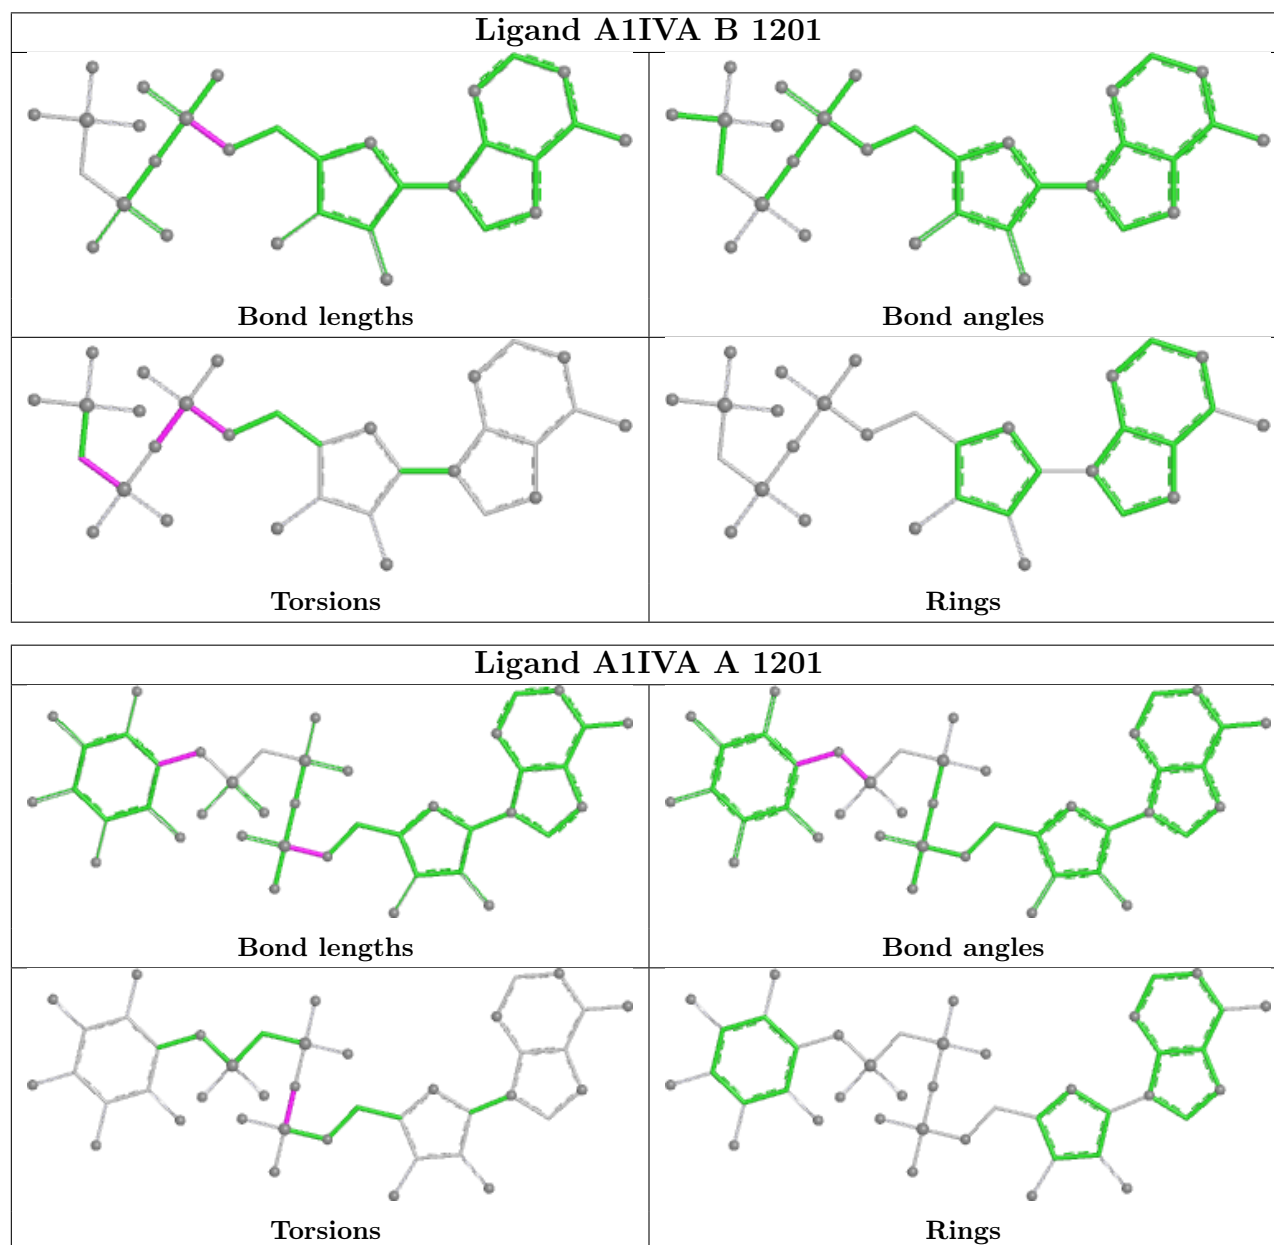 Ligand A1IVA B 1201
Bond lengths
Bond angles
Torsions
Rings
Ligand A1IVA A 1201
Bond lengths
Bond angles
Torsions
Rings